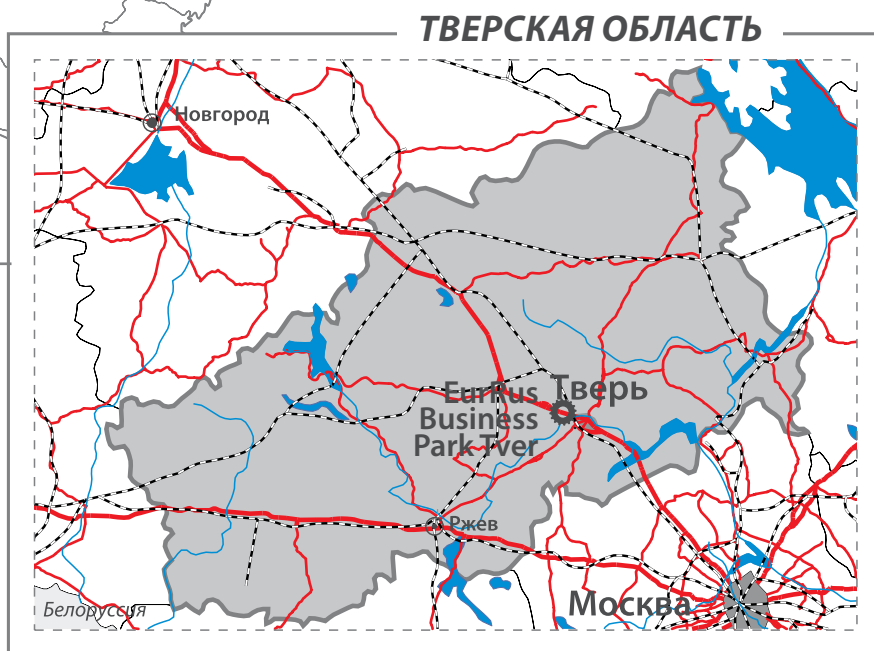 ТВЕРСКАЯ ОБЛАСТЬ
Новгород
EurRus
Business
Park Tver
Тверь
Ржев
Москва
Белоруссия